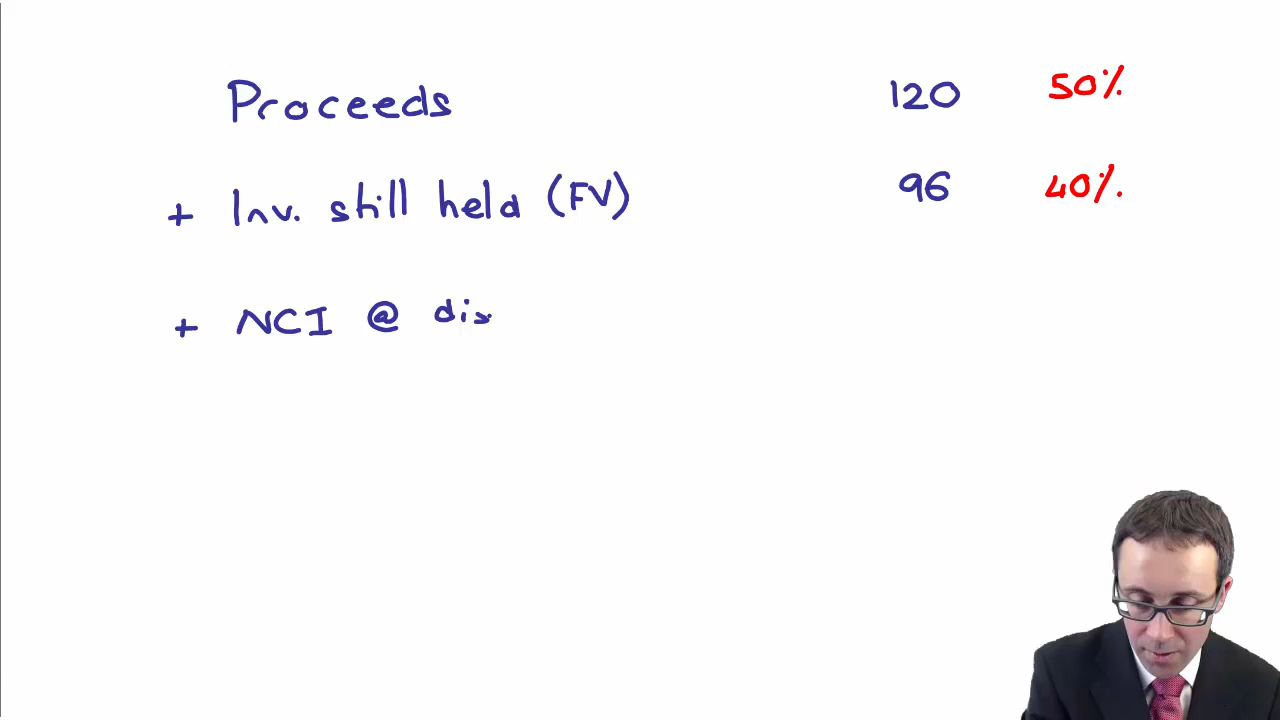 Proceeds 120 50%
+ Inv. still held (FV) 96 40%
+ NCI @ dis